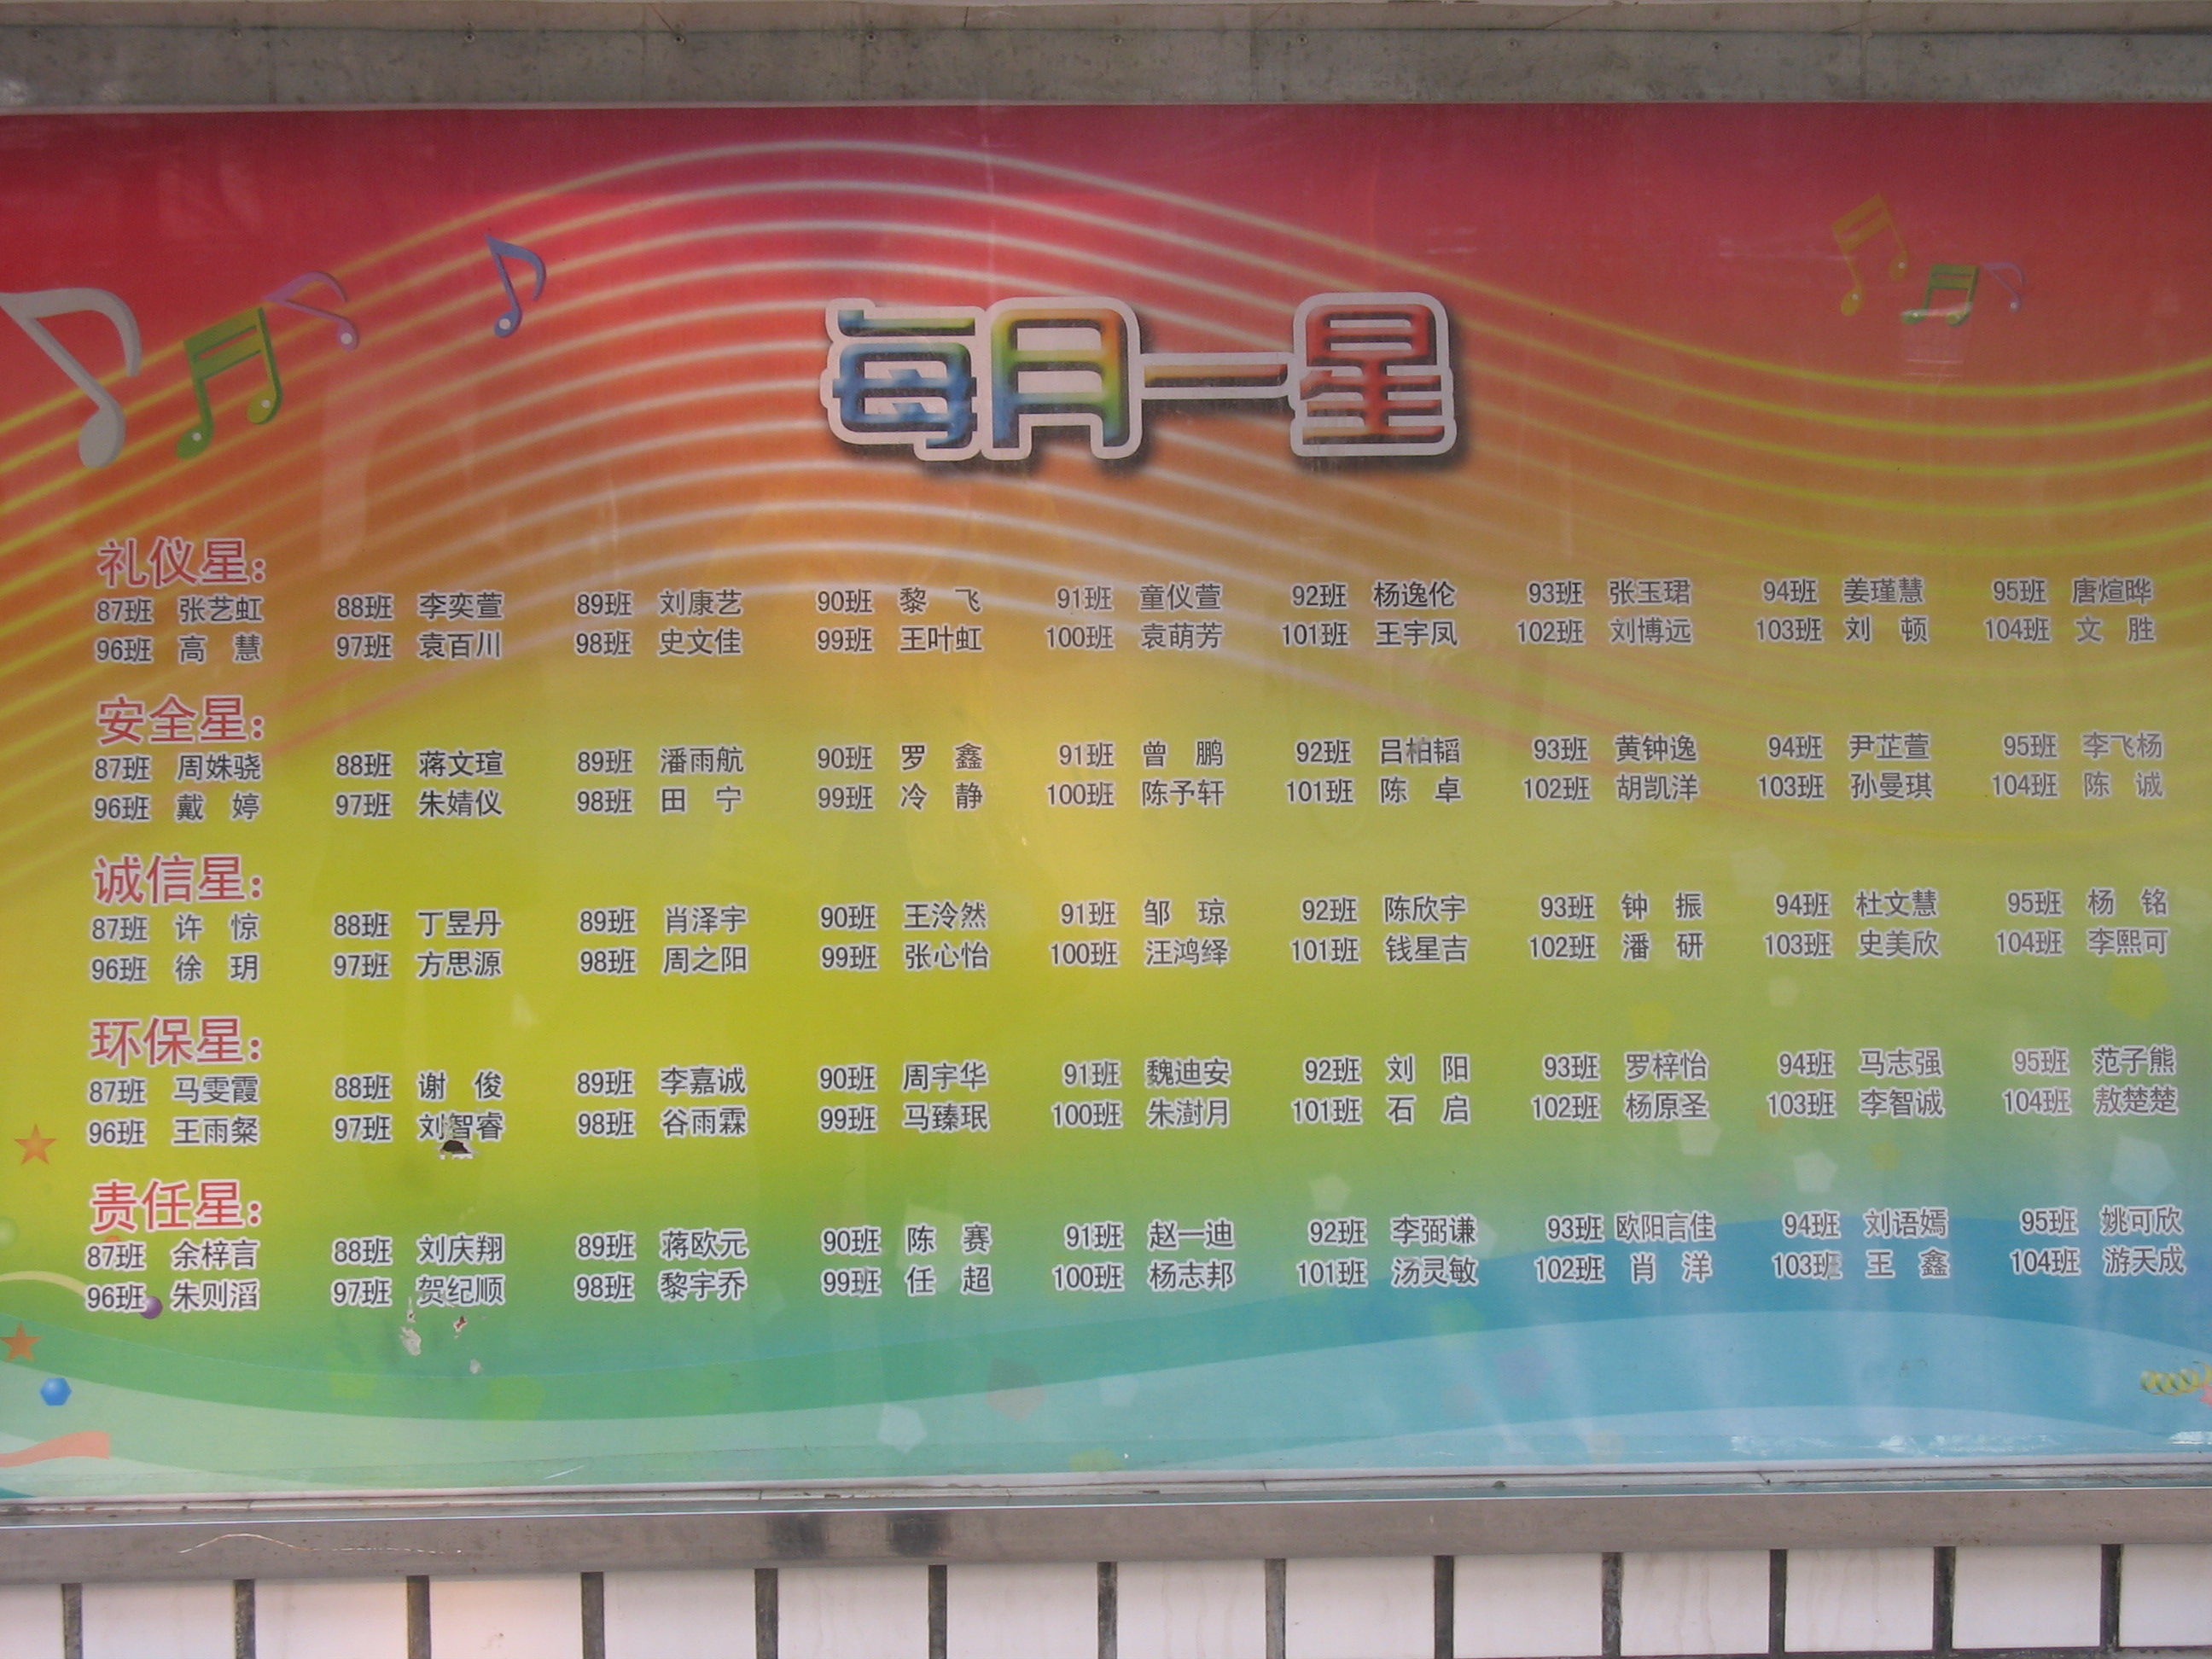 每月一星
礼仪星：
87班 张艺虹 88班 李奕萱 89班 刘康艺 90班 黎 飞 91班 童仪萱 92班 杨逸伦 93班 张玉珺 94班 姜瑾慧 95班 唐煊晔
96班 高 慧 97班 袁百川 98班 史文佳 99班 王叶虹 100班 袁萌芳 101班 王宇凤 102班 刘博远 103班 刘 顿 104班 文 胜
安全星：
87班 周姝骁 88班 蒋文瑄 89班 潘雨航 90班 罗 鑫 91班 曾 鹏 92班 吕柏韬 93班 黄钟逸 94班 尹芷萱 95班 李飞杨
96班 戴 婷 97班 朱婧仪 98班 田 宁 99班 冷 静 100班 陈予轩 101班 陈 卓 102班 胡凯洋 103班 孙曼琪 104班 陈 诚
诚信星：
87班 许 惊 88班 丁昱丹 89班 肖泽宇 90班 王泠然 91班 邹 琼 92班 陈欣宇 93班 钟 振 94班 杜文慧 95班 杨 铭
96班 徐 玥 97班 方思源 98班 周之阳 99班 张心怡 100班 汪鸿绎 101班 钱星吉 102班 潘 研 103班 史美欣 104班 李熙可
环保星：
87班 马雯霞 88班 谢 俊 89班 李嘉诚 90班 周宇华 91班 魏迪安 92班 刘 阳 93班 罗梓怡 94班 马志强 95班 范子熊
96班 王雨粲 97班 刘智睿 98班 谷雨霖 99班 马臻珉 100班 朱澍月 101班 石 启 102班 杨原圣 103班 李智诚 104班 敖楚楚
责任星：
87班 余梓言 88班 刘庆翔 89班 蒋欧元 90班 陈 赛 91班 赵一迪 92班 李弼谦 93班 欧阳言佳 94班 刘语嫣 95班 姚可欣
96班 朱则滔 97班 贺纪顺 98班 黎宇乔 99班 任 超 100班 杨志邦 101班 汤灵敏 102班 肖 洋 103班 王 鑫 104班 游天成